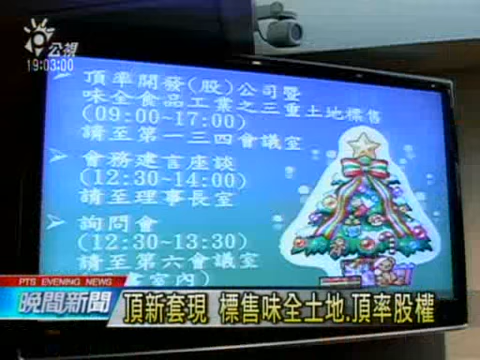 公視
19:03:00
頂率開發(股)公司暨
味全食品工業之三重土地標售
(09:00~17:00)
請至第一三四會議室
會務建言座談
(12:30~14:00)
請至理事長室
詢問會
(12:30~13:30)
請至第六會議室
室內)
PTS EVENING NEWS
晚間新聞
頂新套現 標售味全土地.頂率股權